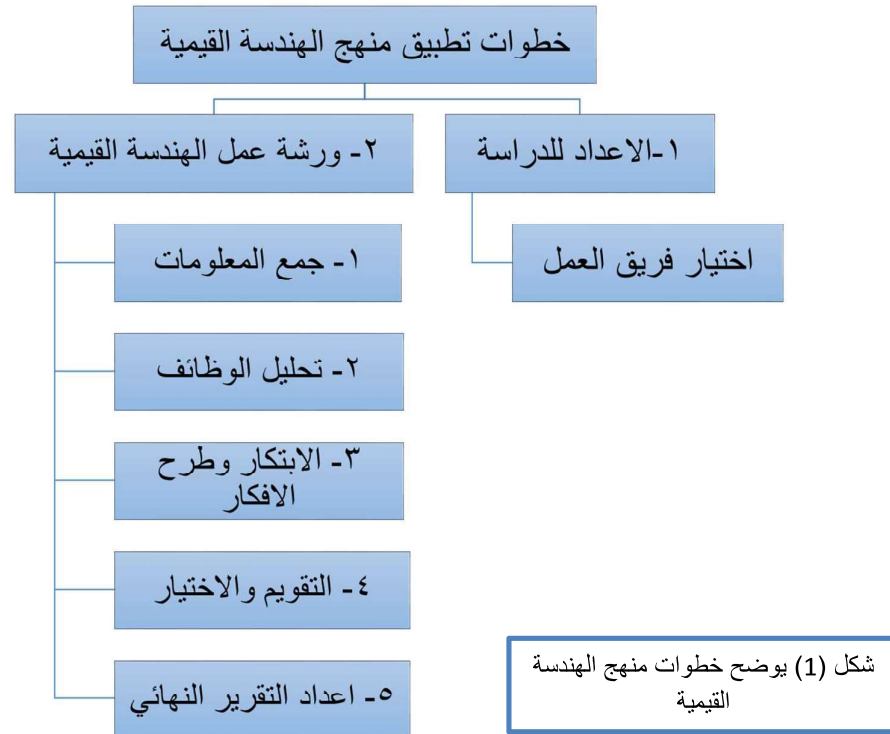 خطوات تطبيق منهج الهندسة القيمية
١-الاعداد للدراسة
اختيار فريق العمل
٢- ورشة عمل الهندسة القيمية
١- جمع المعلومات
٢- تحليل الوظائف
٣- الابتكار وطرح
الافكار
٤- التقويم والاختيار
٥- اعداد التقرير النهائي
شكل (1) يوضح خطوات منهج الهندسة
القيمية